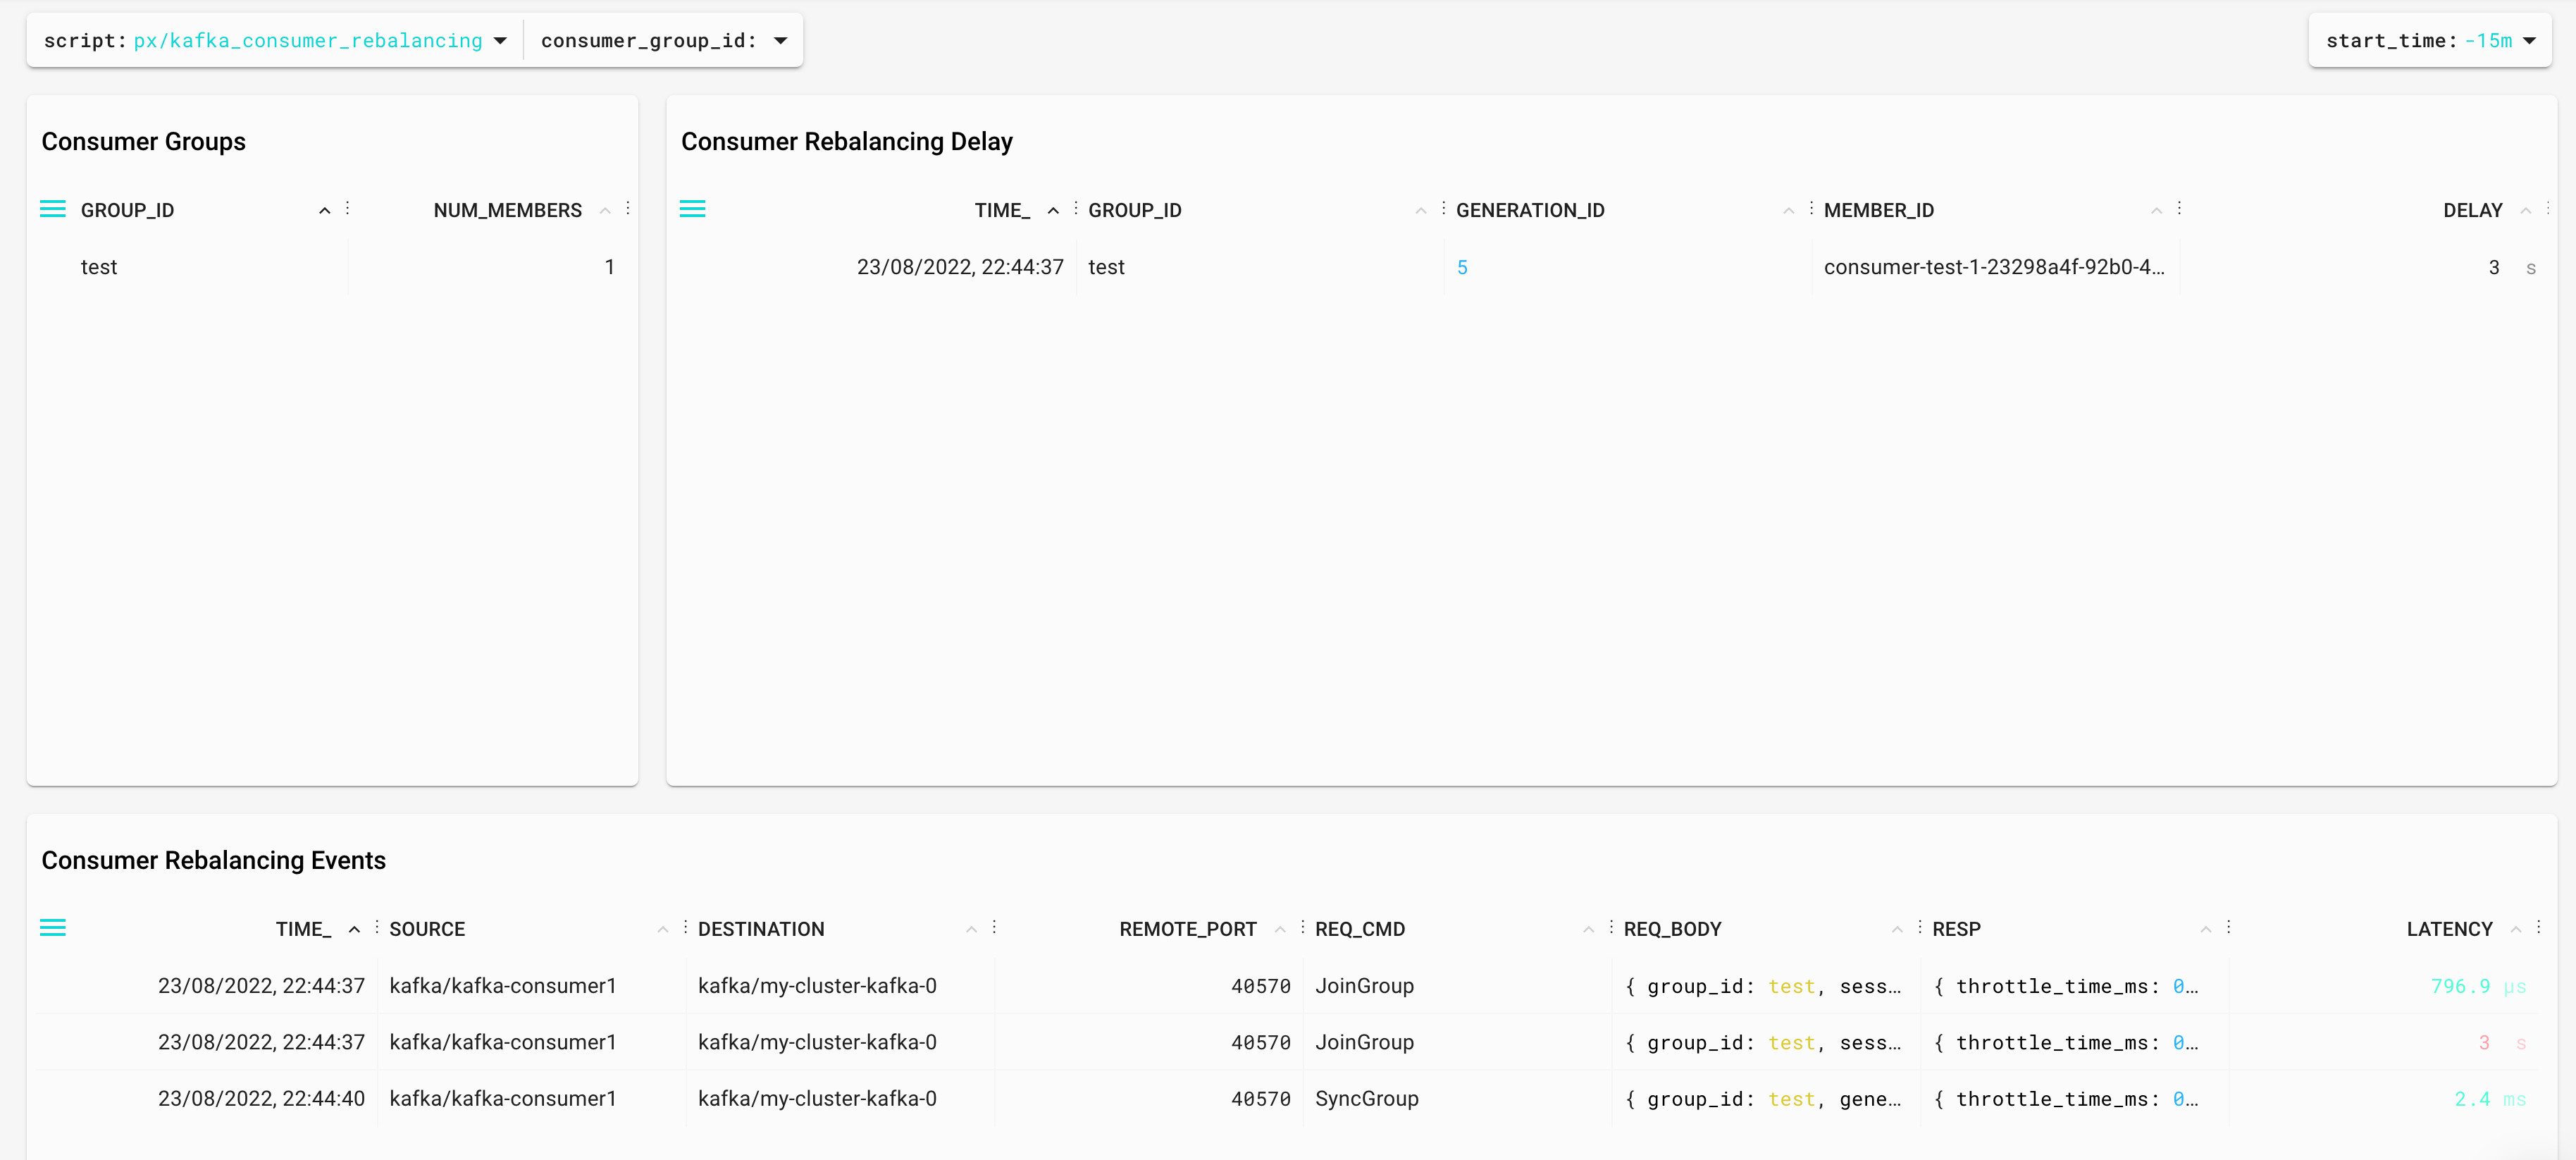 script: px/kafka_consumer_rebalancing consumer_group_id: start_time: -15m
Consumer Groups
GROUP_ID NUM_MEMBERS
test 1
Consumer Rebalancing Delay
TIME_ GROUP_ID GENERATION_ID MEMBER_ID DELAY
23/08/2022, 22:44:37 test 5 consumer-test-1-23298a4f-92b0-4... 3 s
Consumer Rebalancing Events
TIME_ SOURCE DESTINATION REMOTE_PORT REQ_CMD REQ_BODY RESP LATENCY
23/08/2022, 22:44:37 kafka/kafka-consumer1 kafka/my-cluster-kafka-0 40570 JoinGroup { group_id: test, sess... { throttle_time_ms: 0... 796.9 µs
23/08/2022, 22:44:37 kafka/kafka-consumer1 kafka/my-cluster-kafka-0 40570 JoinGroup { group_id: test, sess... { throttle_time_ms: 0... 3 s
23/08/2022, 22:44:40 kafka/kafka-consumer1 kafka/my-cluster-kafka-0 40570 SyncGroup { group_id: test, gene... { throttle_time_ms: 0... 2.4 ms